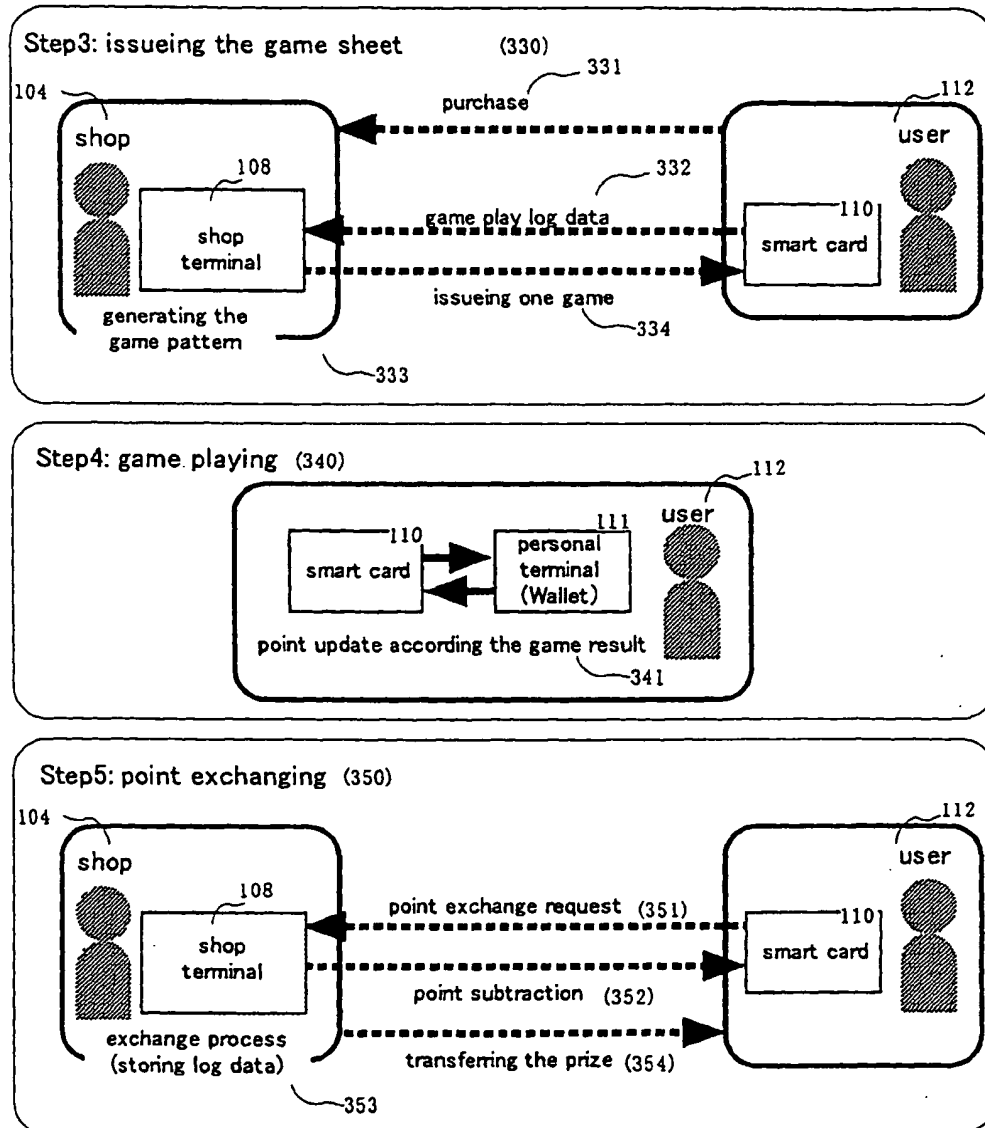 Step3: issueing the game sheet (330)
331
104
purchase
112
shop
user
108
332
110
game play log data
shop
terminal
smart card
issueing one game
334
generating the
game pattern
333
Step4: game playing (340)
112
user
110
111
smart card
personal
terminal
(Wallet)
point update according the game result
341
Step5: point exchanging (350)
104
112
shop
user
108
point exchange request (351)
110
shop
terminal
smart card
point subtraction (352)
exchange process
(storing log data)
transferring the prize (354)
353